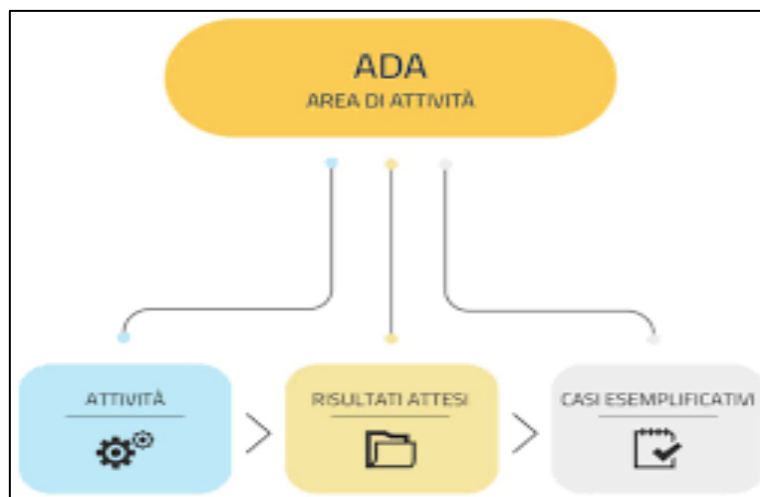 ADA
AREA DI ATTIVITÀ
ATTIVITÀ
RISULTATI ATTESI
CASI ESEMPLIFICATIVI